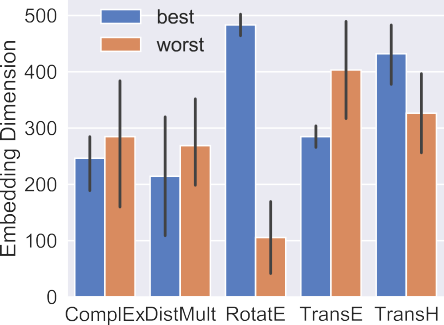 500
400
300
200
100
0
Embedding Dimension
best
worst
ComplEx DistMult RotatE TransE TransH